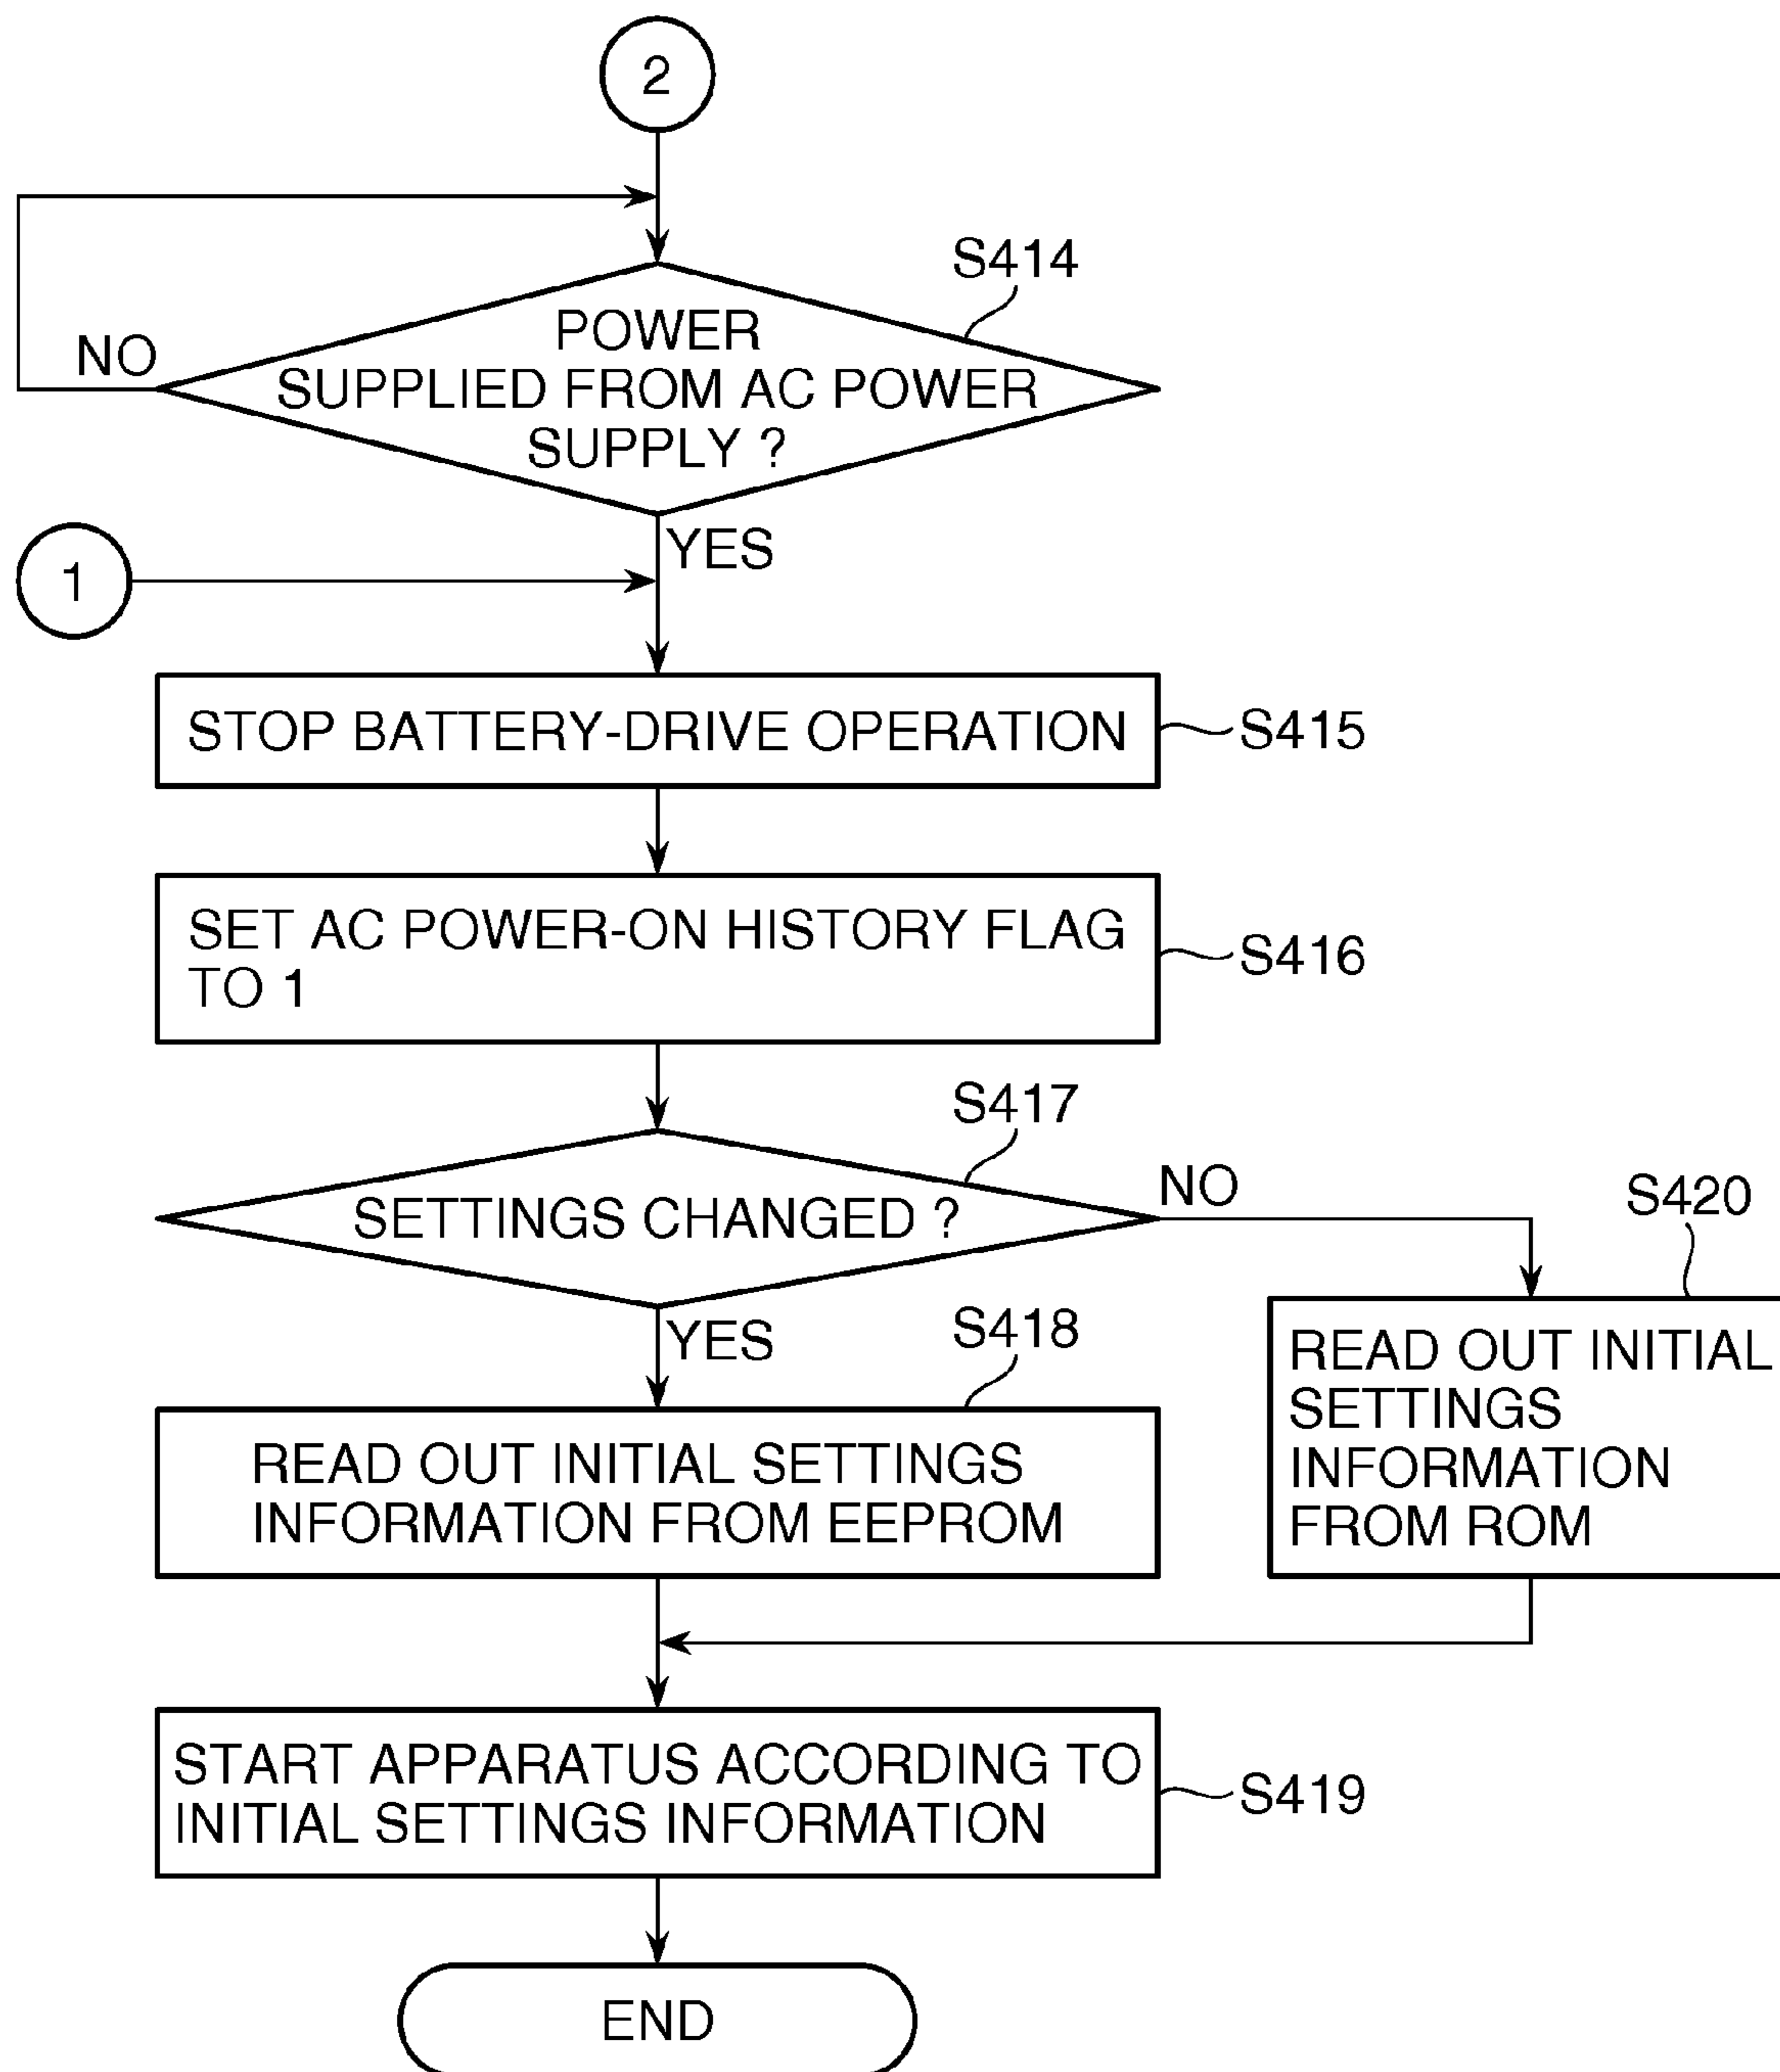 2
S414
POWER
SUPPLIED FROM AC POWER
SUPPLY ?
NO
YES
1
STOP BATTERY-DRIVE OPERATION
S415
SET AC POWER-ON HISTORY FLAG
TO 1
S416
S417
SETTINGS CHANGED ?
NO
S420
YES
S418
READ OUT INITIAL SETTINGS
INFORMATION FROM EEPROM
READ OUT INITIAL
SETTINGS
INFORMATION
FROM ROM
START APPARATUS ACCORDING TO
INITIAL SETTINGS INFORMATION
S419
END